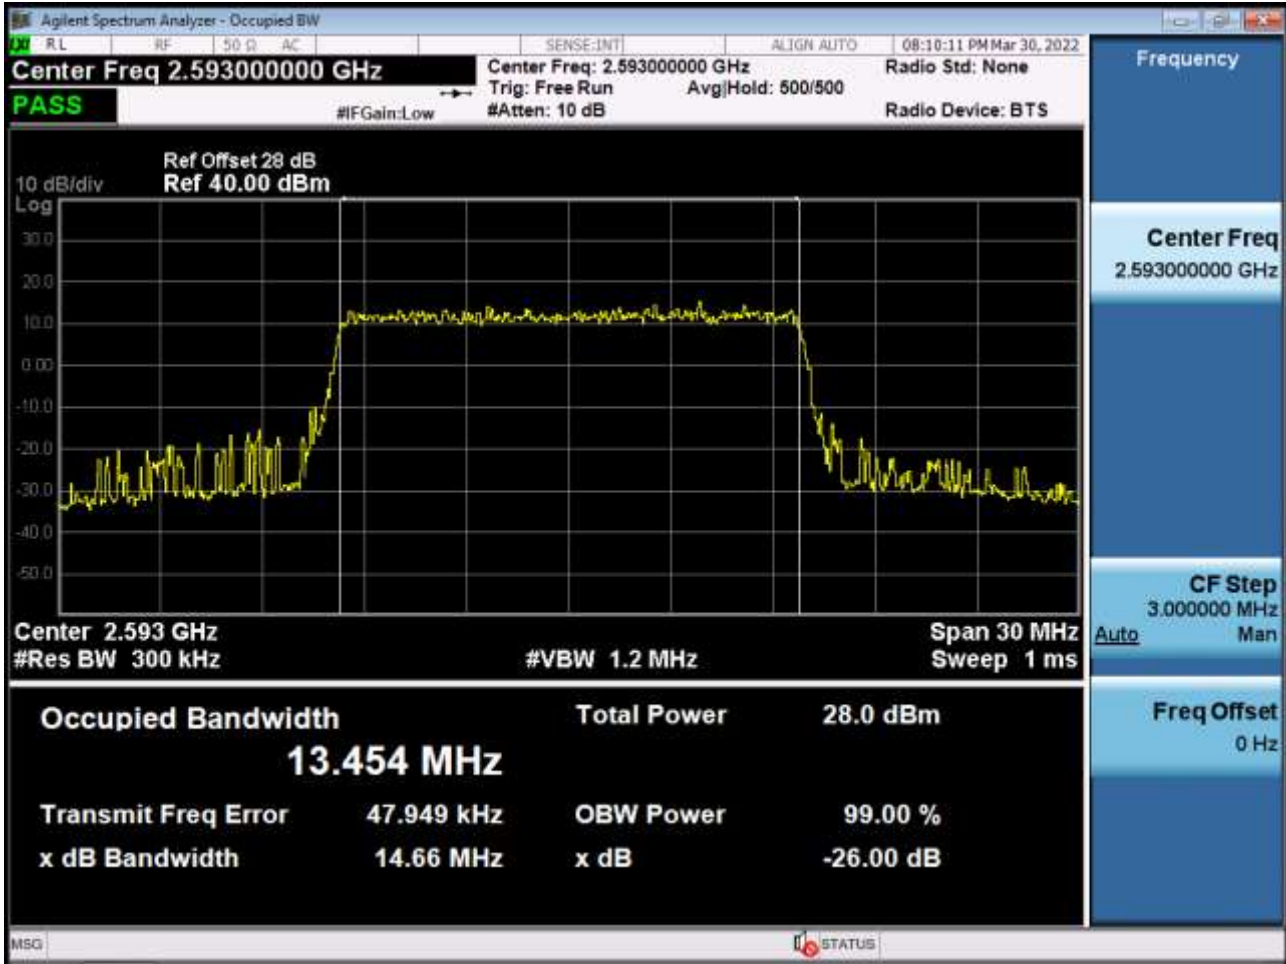 Agilent Spectrum Analyzer - Occupied BW
LXI RL RF 50 Ω AC SENSE:INT ALIGN AUTO 08:10:11 PM Mar 30, 2022
Center Freq 2.593000000 GHz
Center Freq: 2.593000000 GHz Radio Std: None
Trig: Free Run Avg|Hold: 500/500
PASS #IFGain:Low #Atten: 10 dB Radio Device: BTS
Ref Offset 28 dB
10 dB/div Ref 40.00 dBm
Log
30.0
20.0
10.0
0.00
-10.0
-20.0
-30.0
-40.0
-50.0
Center 2.593 GHz Span 30 MHz
#Res BW 300 kHz #VBW 1.2 MHz Sweep 1 ms
Occupied Bandwidth Total Power 28.0 dBm
13.454 MHz
Transmit Freq Error 47.949 kHz OBW Power 99.00 %
x dB Bandwidth 14.66 MHz x dB -26.00 dB
MSG STATUS
Frequency
Center Freq
2.593000000 GHz
CF Step
3.000000 MHz
Auto Man
Freq Offset
0 Hz